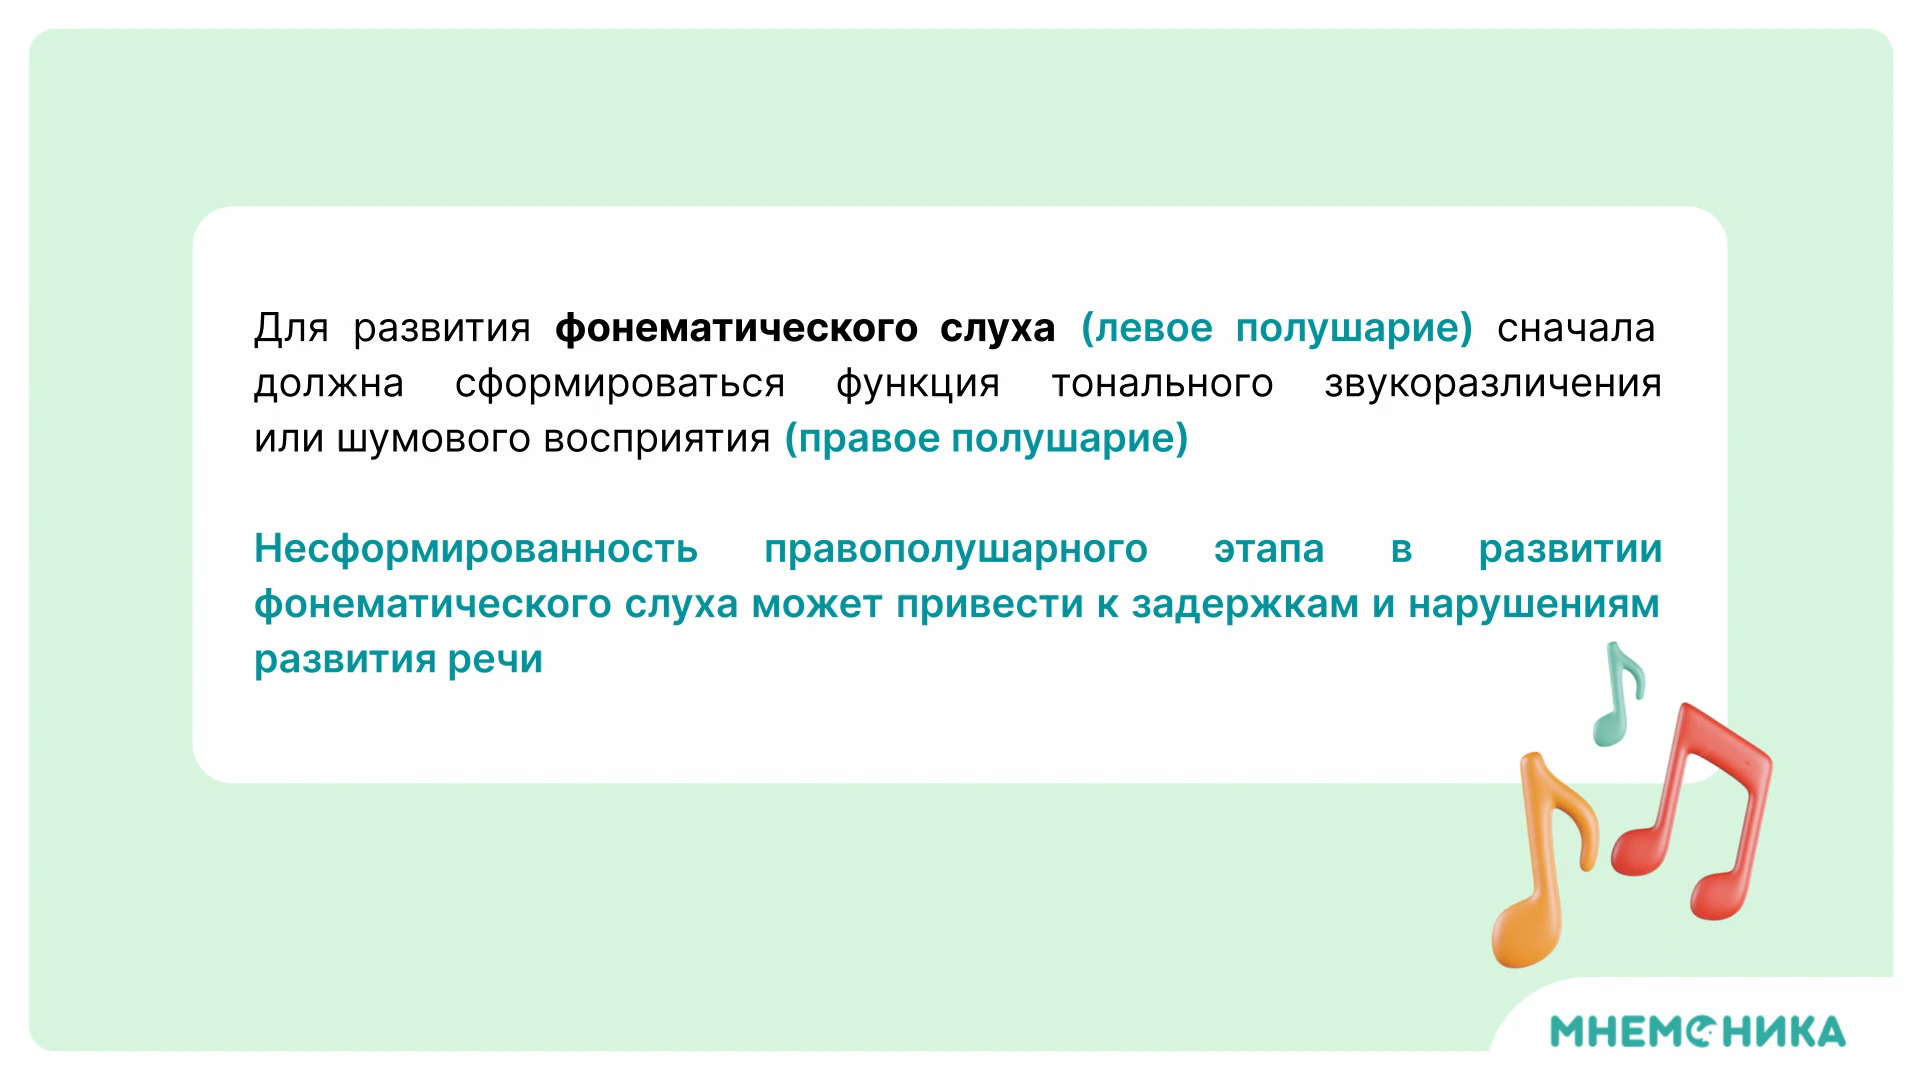 Для развития фонематического слуха (левое полушарие) сначала
должна сформироваться функция тонального звукоразличения
или шумового восприятия (правое полушарие)
Несформированность правополушарного этапа в развитии
фонематического слуха может привести к задержкам и нарушениям
развития речи
МНЕМОНИКА